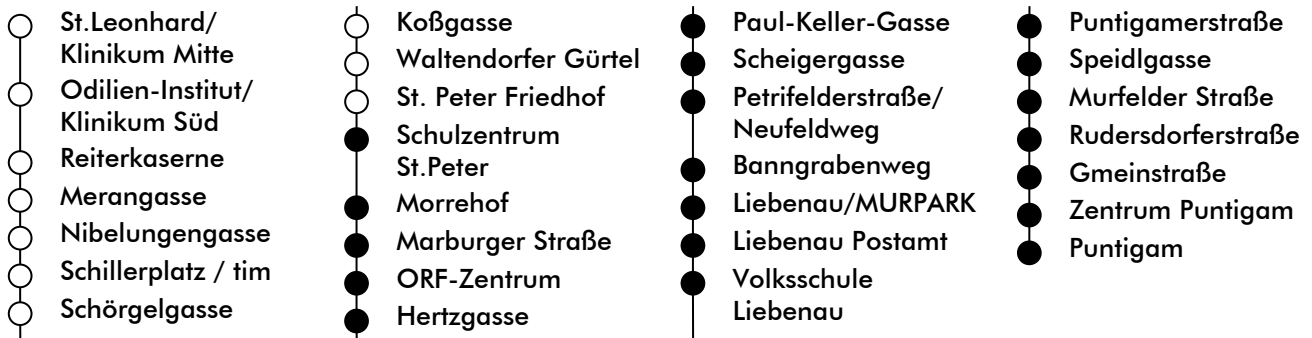 St.Leonhard/
Klinikum Mitte
Odilien-Institut/
Klinikum Süd
Reiterkaserne
Merangasse
Nibelungengasse
Schillerplatz / tim
Schörgelgasse
Koßgasse
Waltendorfer Gürtel
St. Peter Friedhof
Schulzentrum
St.Peter
Morrehof
Marburger Straße
ORF-Zentrum
Hertzgasse
Paul-Keller-Gasse
Scheigergasse
Petrifelderstraße/
Neufeldweg
Banngrabenweg
Liebenau/MURPARK
Liebenau Postamt
Volksschule
Liebenau
Puntigamerstraße
Speidlgasse
Murfelder Straße
Rudersdorferstraße
Gmeinstraße
Zentrum Puntigam
Puntigam